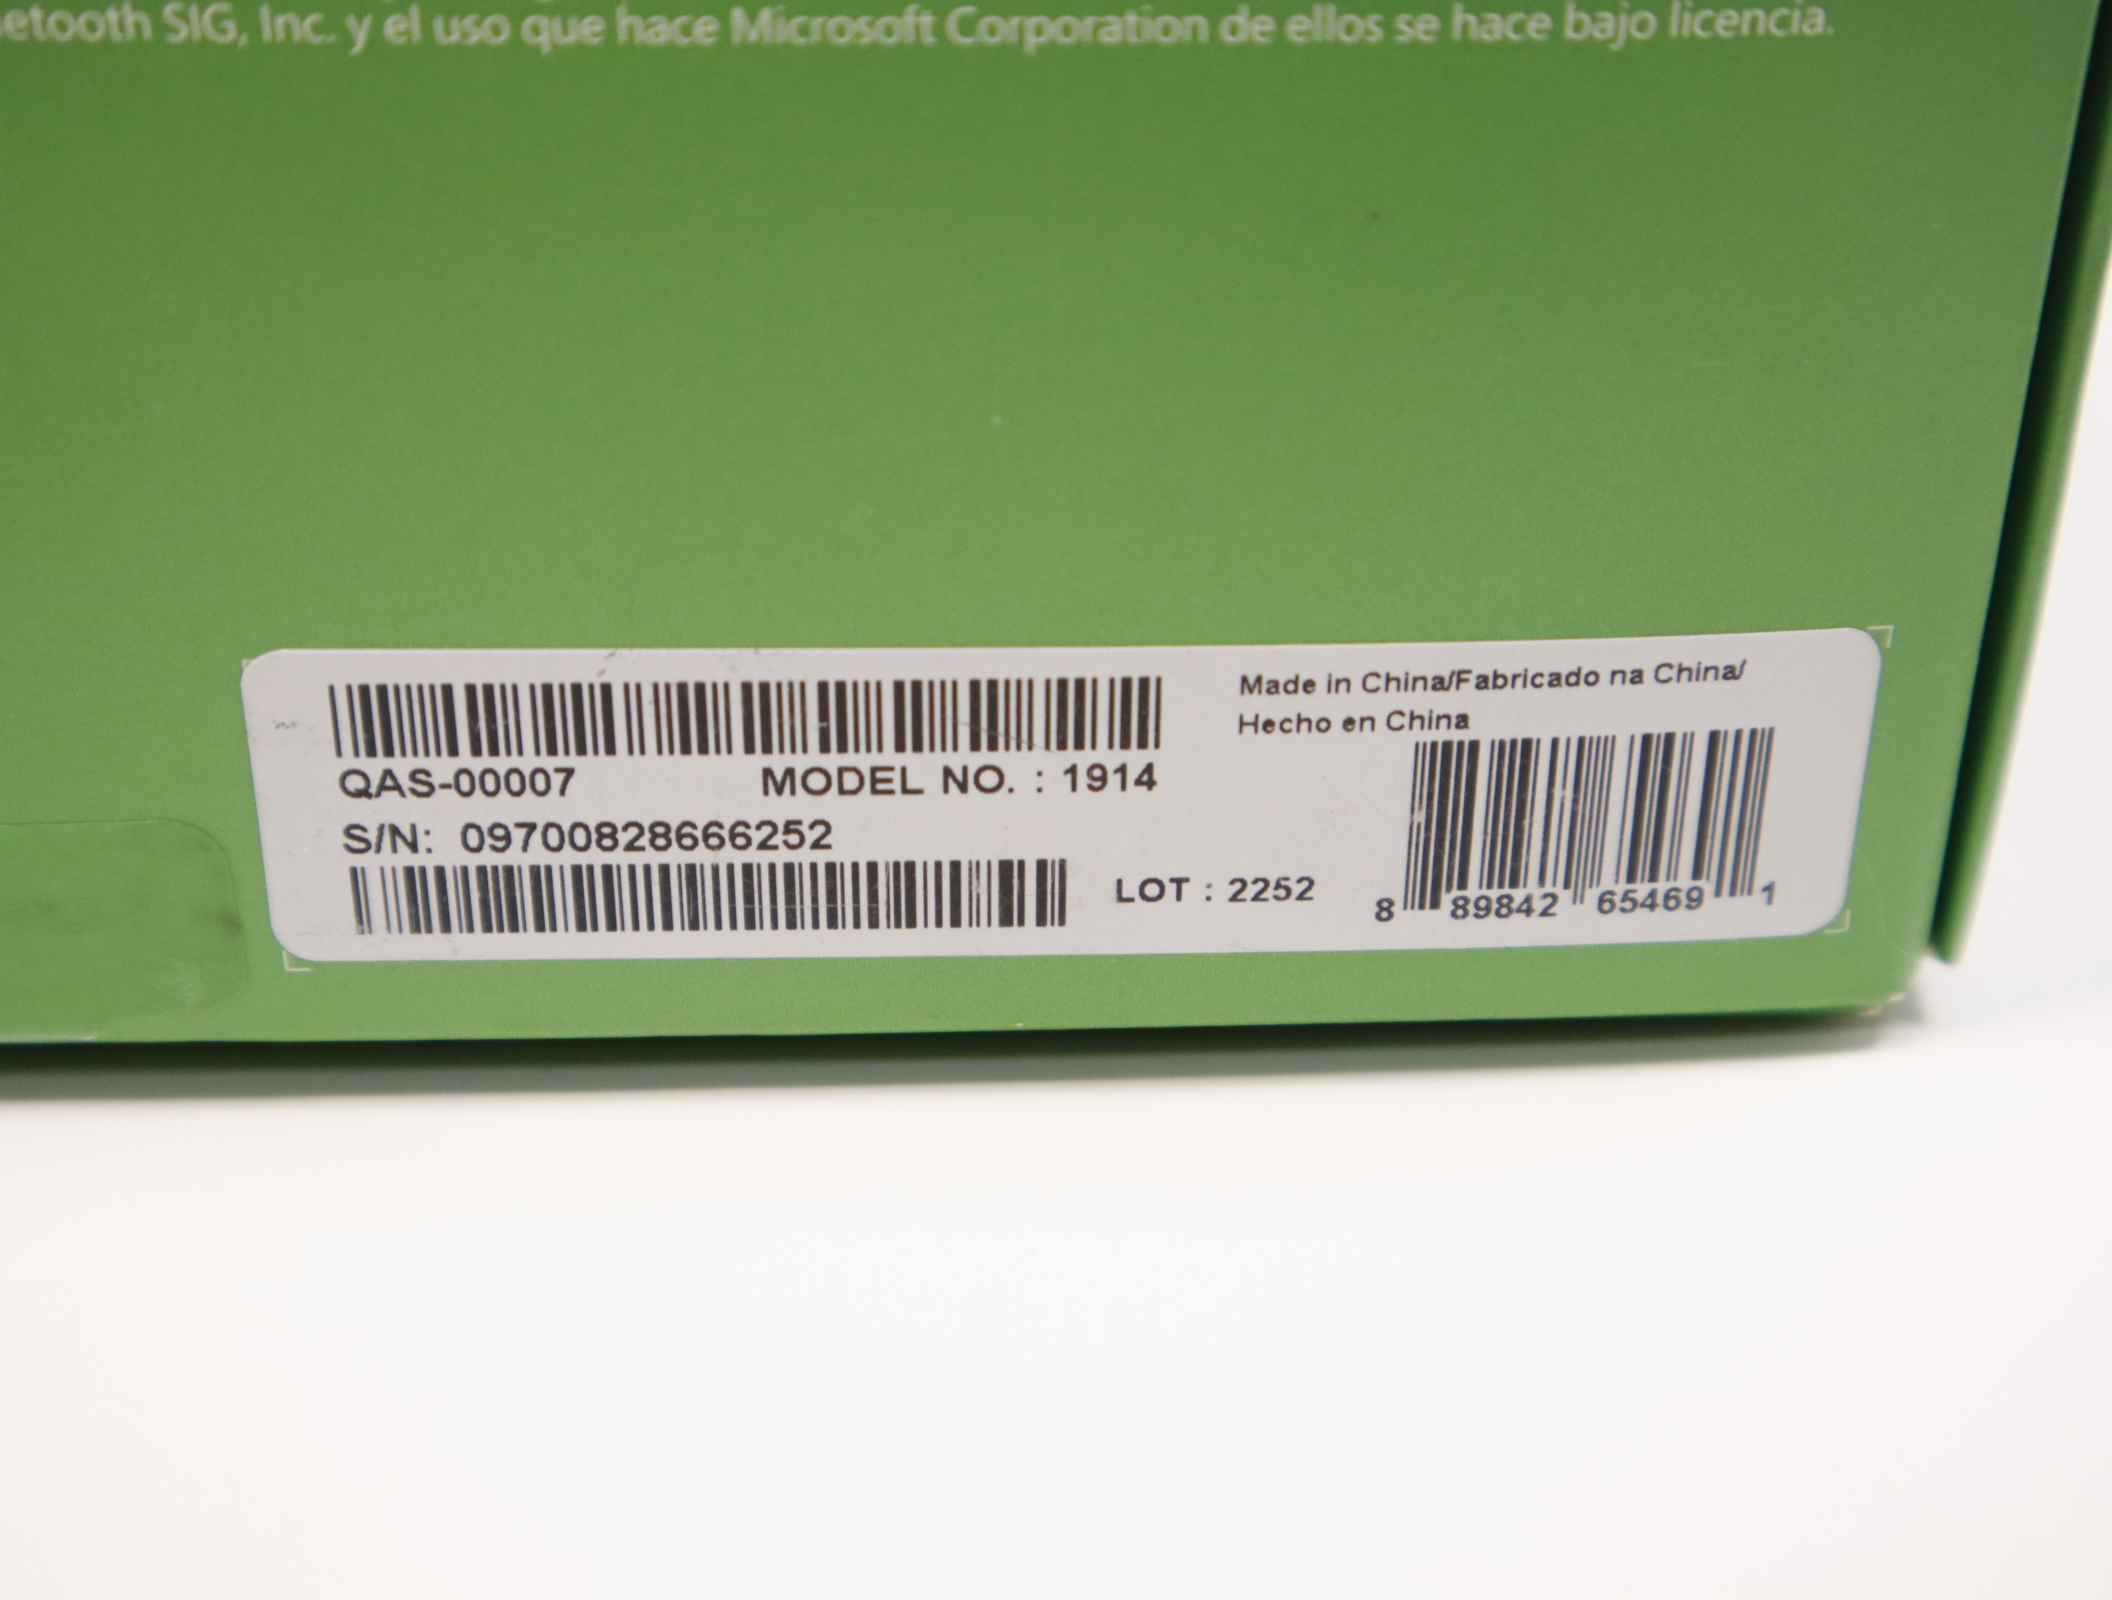 etooth SIG, Inc. y el uso que hace Microsoft Corporation de ellos se hace bajo licencia.
Made in China/Fabricado na China/
Hecho en China
QAS-00007 MODEL NO. : 1914
S/N: 09700828666252
LOT : 2252
8 89842 65469 1